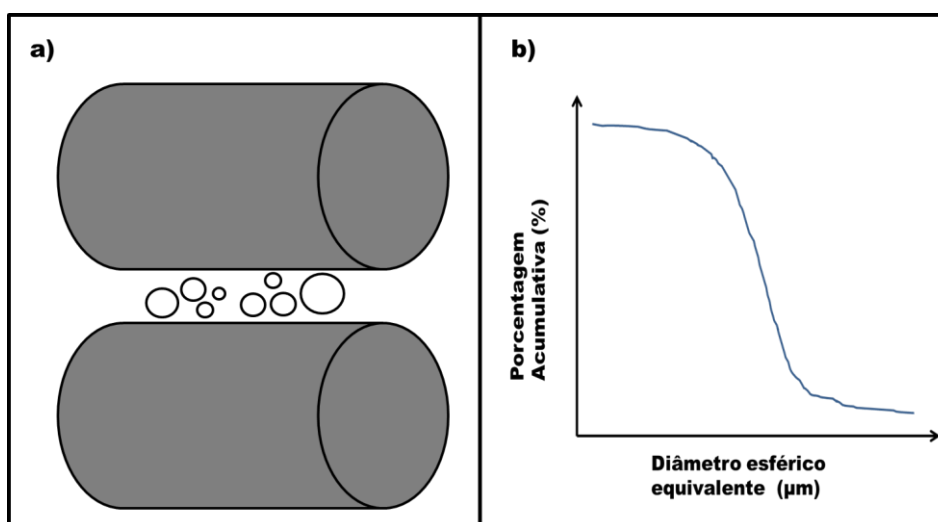 a)
b)
Porcentagem
Acumulativa (%)
Diâmetro esférico
equivalente (µm)